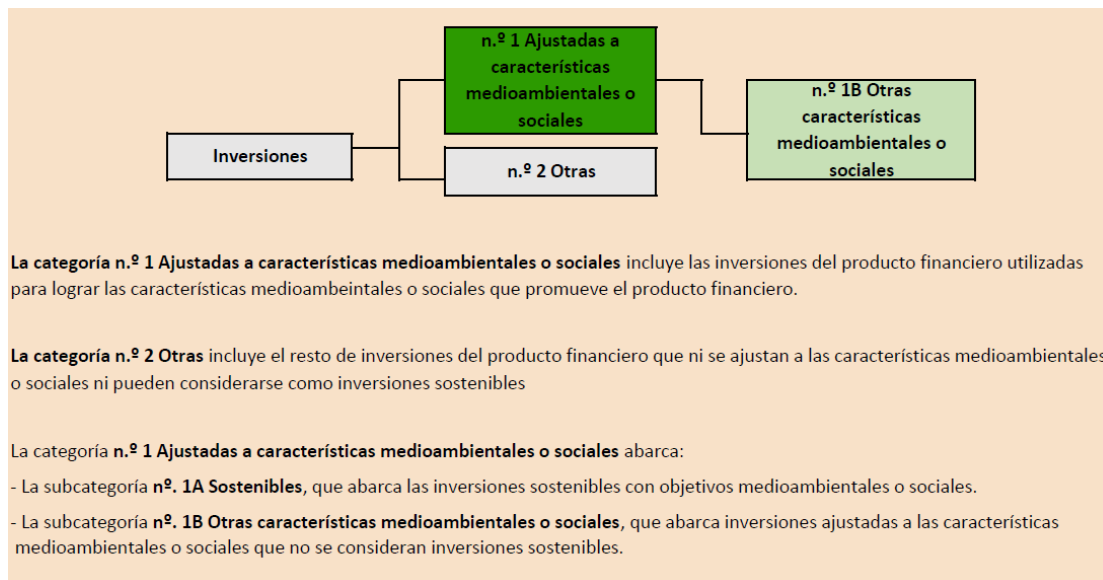 n.º 1 Ajustadas a
características
medioambientales o
sociales
n.º 1B Otras
características
medioambientales o
sociales
Inversiones
n.º 2 Otras
La categoría n.º 1 Ajustadas a características medioambientales o sociales incluye las inversiones del producto financiero utilizadas
para lograr las características medioambeintales o sociales que promueve el producto financiero.
La categoría n.º 2 Otras incluye el resto de inversiones del producto financiero que ni se ajustan a las características medioambientales
o sociales ni pueden considerarse como inversiones sostenibles
La categoría n.º 1 Ajustadas a características medioambientales o sociales abarca:
- La subcategoría nº. 1A Sostenibles, que abarca las inversiones sostenibles con objetivos medioambientales o sociales.
- La subcategoría nº. 1B Otras características medioambientales o sociales, que abarca inversiones ajustadas a las características
medioambientales o sociales que no se consideran inversiones sostenibles.